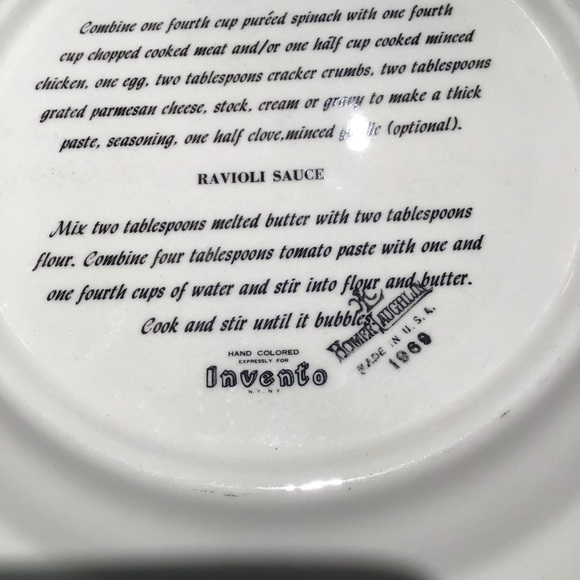 Combine one fourth cup puréed spinach with one fourth
cup chopped cooked meat and/or one half cup cooked minced
chicken, one egg, two tablespoons cracker crumbs, two tablespoons
grated parmesan cheese, stock, cream or gravy to make a thick
paste, seasoning, one half clove,minced garlic (optional).
RAVIOLI SAUCE
Mix two tablespoons melted butter with two tablespoons
flour. Combine four tablespoons tomato paste with one and
one fourth cups of water and stir into flour and butter.
Cook and stir until it bubbles.
HAND COLORED
EXPRESSLY FOR
Invento
N.Y. N.Y.
HOMER LAUGHLIN
MADE IN U.S.A.
1969